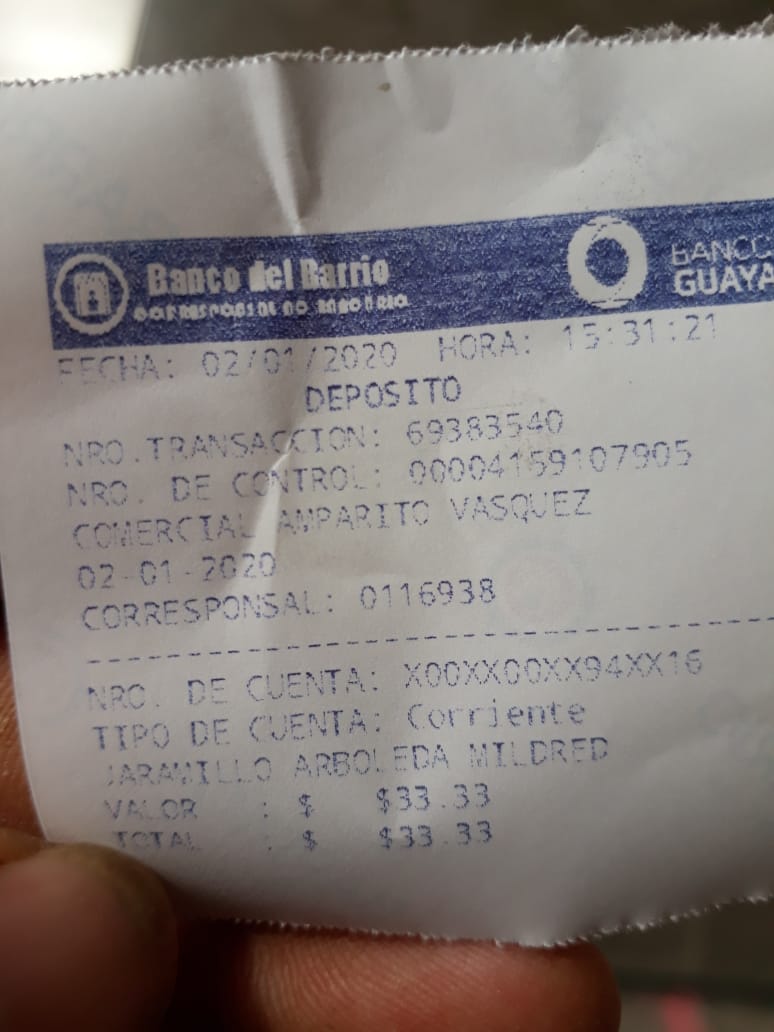 Banco del Barrio
CORRESPONSAL NO BANCARIO
BANCO
GUAYA
FECHA: 02/01/2020 HORA: 15:31:21
DEPOSITO
NRO.TRANSACCION: 69383540
NRO. DE CONTROL: 00004159107905
COMERCIAL AMPARITO VASQUEZ
02-01-2020
CORRESPONSAL: 0116938
NRO. DE CUENTA: X00XX00XX94XX16
TIPO DE CUENTA: Corriente
JARAMILLO ARBOLEDA MILDRED
VALOR : $ $33.33
TOTAL : $ $33.33